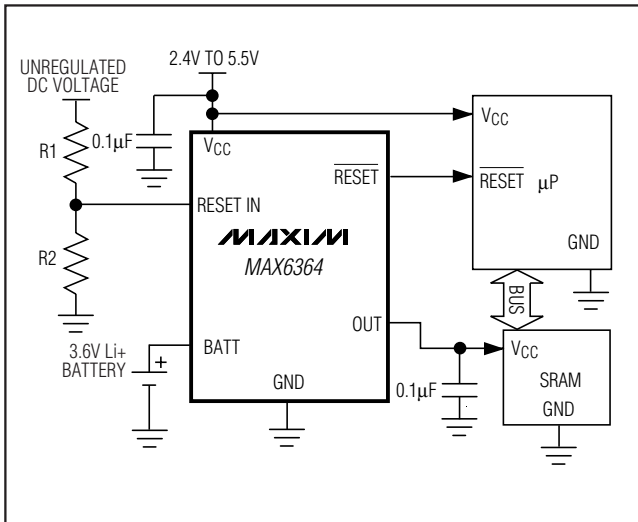 2.4V TO 5.5V
UNREGULATED
DC VOLTAGE
R1
0.1µF
VCC
RESET IN
RESET
MAXIM
MAX6364
R2
3.6V Li+
BATTERY
+
BATT
OUT
GND
VCC
RESET µP
GND
BUS
0.1µF
VCC
SRAM
GND